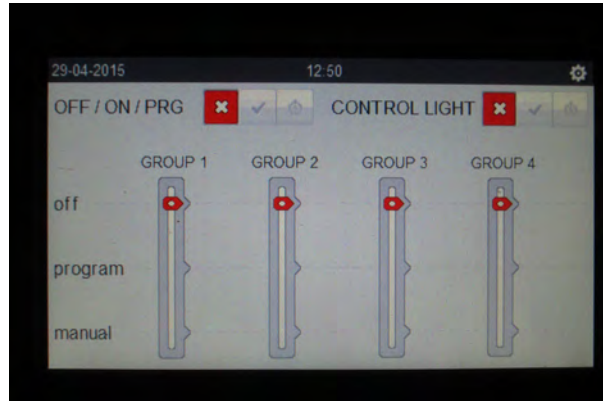 29-04-2015 12:50
OFF / ON / PRG CONTROL LIGHT
GROUP 1 GROUP 2 GROUP 3 GROUP 4
off
program
manual